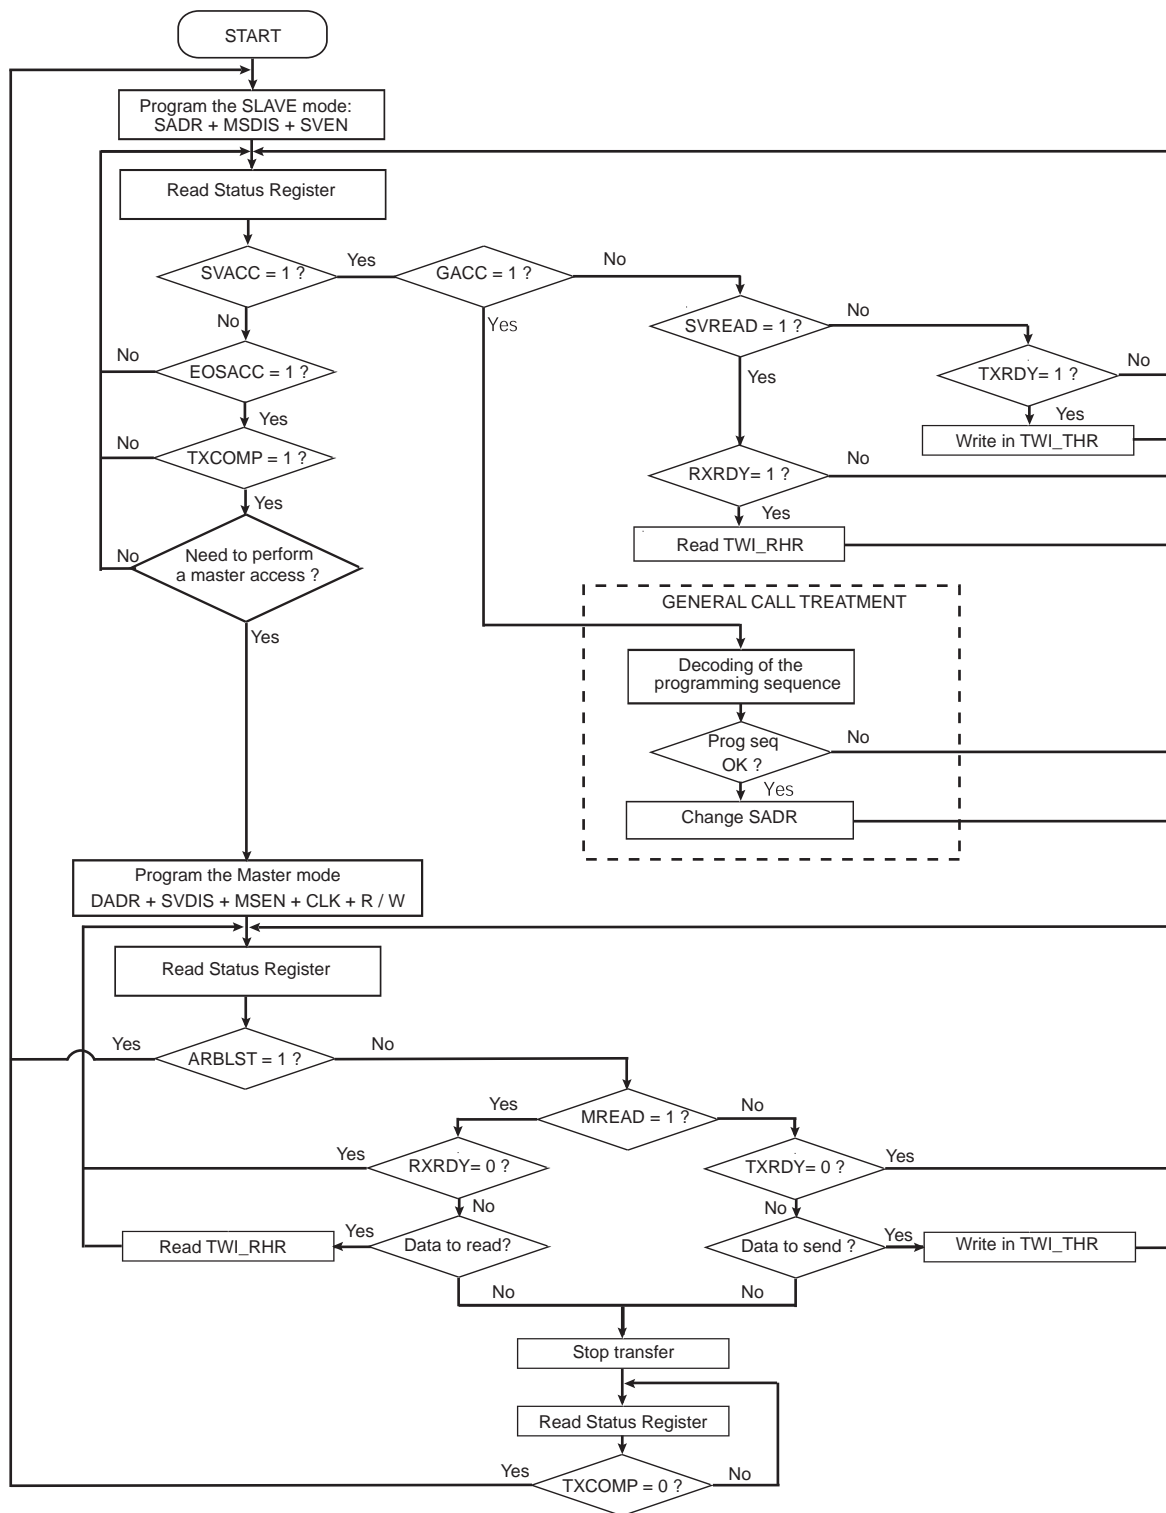 START
Program the SLAVE mode:
SADR + MSDIS + SVEN
Read Status Register
SVACC = 1 ?
Yes
GACC = 1 ?
No
No
Yes
SVREAD = 1 ?
No
No
EOSACC = 1 ?
Yes
TXRDY= 1 ?
No
Yes
Yes
No
TXCOMP = 1 ?
Write in TWI_THR
RXRDY= 1 ?
No
Yes
Yes
No
Need to perform
a master access ?
Read TWI_RHR
Yes
GENERAL CALL TREATMENT
Decoding of the
programming sequence
Prog seq
OK ?
No
Yes
Change SADR
Program the Master mode
DADR + SVDIS + MSEN + CLK + R / W
Read Status Register
Yes
ARBLST = 1 ?
No
Yes
MREAD = 1 ?
No
Yes
RXRDY= 0 ?
TXRDY= 0 ?
Yes
No
No
Read TWI_RHR
Yes
Data to read?
Data to send ?
Yes
Write in TWI_THR
No
No
Stop transfer
Read Status Register
Yes
TXCOMP = 0 ?
No